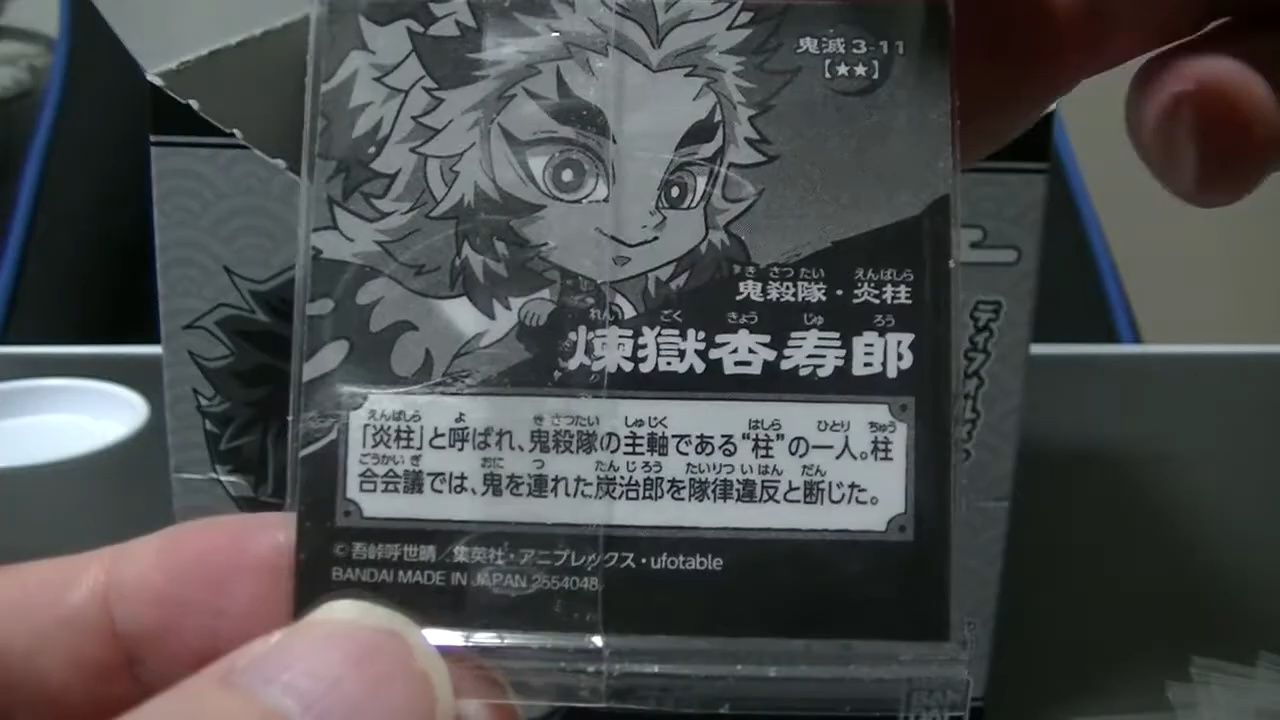 鬼滅 3-11
【★★】
鬼殺隊・炎柱
きさつたい えんばしら
煉獄杏寿郎
れんごくきょうじゅろう
「炎柱」と呼ばれ、鬼殺隊の主軸である“柱”の一人。柱
えんばしら よ きさつたい しゅじく はしら ひとり ちゅう
合会議では、鬼を連れた炭治郎を隊律違反と断じた。
ごうかいぎ おに つ たんじろう たいりついはん だん
©吾峠呼世晴／集英社・アニプレックス・ufotable
BANDAI MADE IN JAPAN 2554048